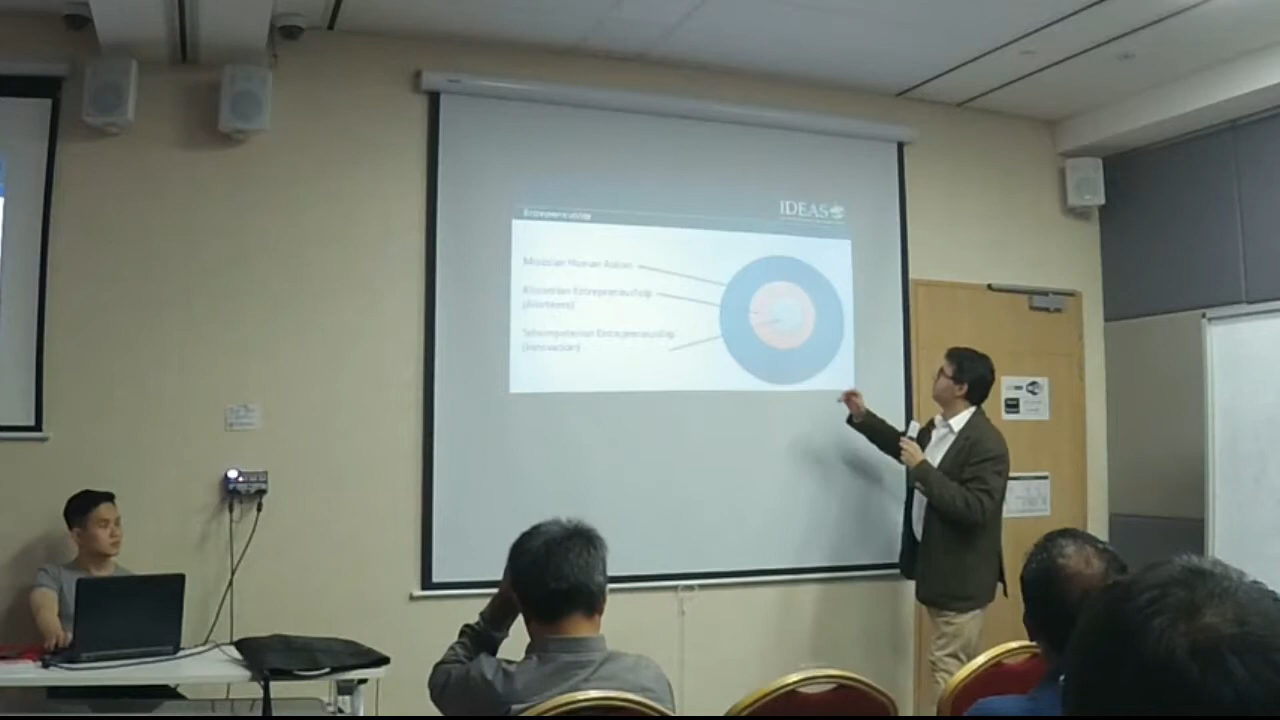 IDEAS
Entrepreneurship
Misesian Human Action
Kirznerian Entrepreneurship
(Alertness)
Schumpeterian Entrepreneurship
(Innovation)